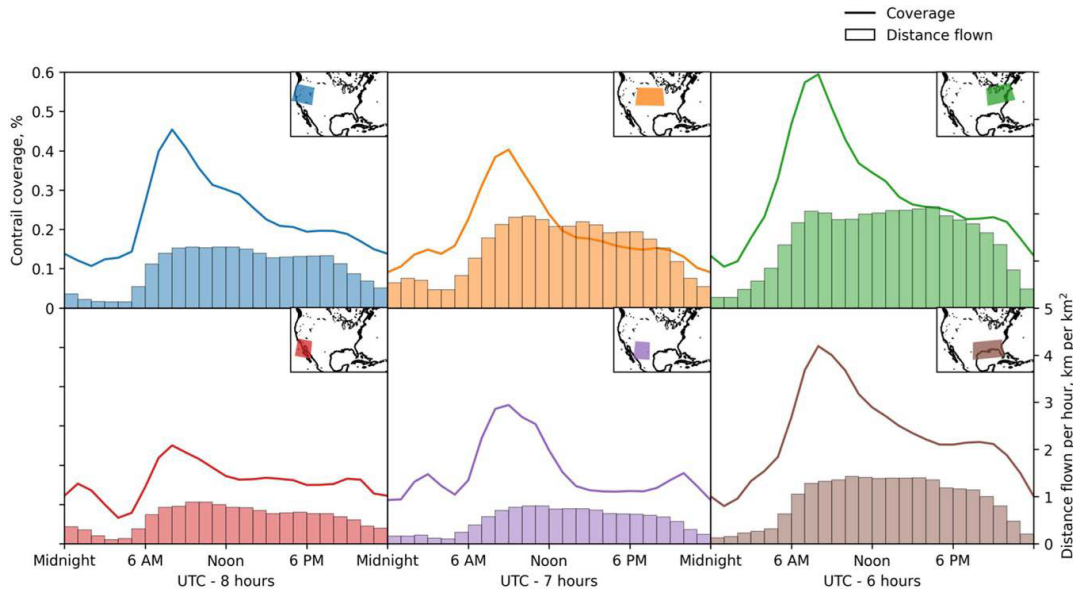 Coverage
Distance flown
0.6
0.5
0.4
0.3
0.2
0.1
0
Contrail coverage, %
5
4
3
2
1
0
Distance flown per hour, km per km²
Midnight 6 AM Noon 6 PM Midnight 6 AM Noon 6 PM Midnight 6 AM Noon 6 PM
UTC - 8 hours UTC - 7 hours UTC - 6 hours